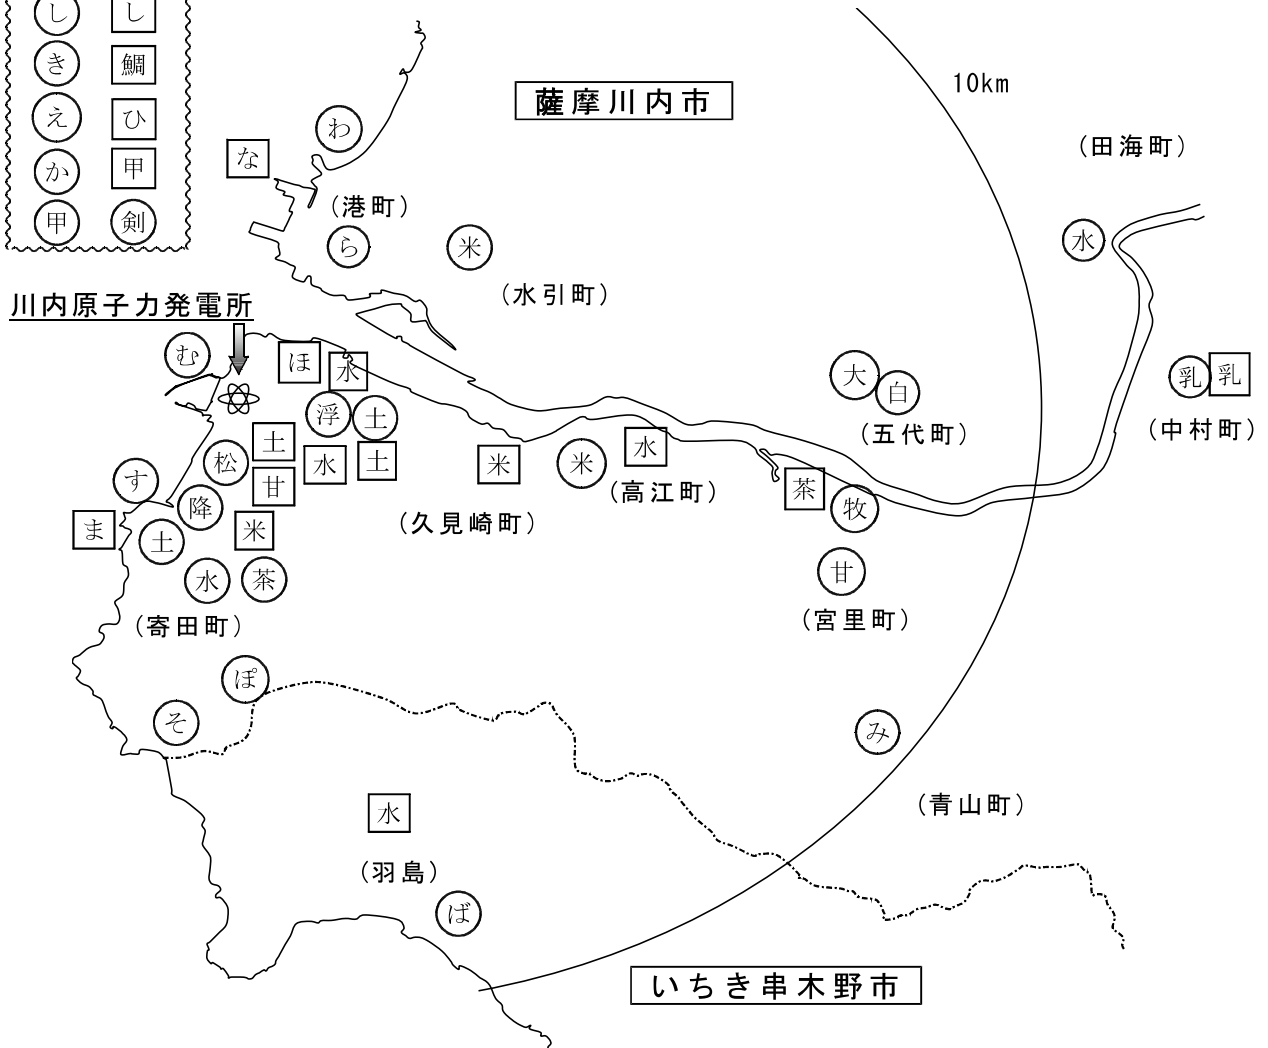 し し
き 鯛
え ひ
か 甲
甲 剣
薩摩川内市
10km
(田海町)
わ
な
(港町)
ら
米
水
(水引町)
川内原子力発電所
む
ほ
水
大
白
乳
乳
(五代町)
(中村町)
浮
土
土
松
水
土
米
米
水
(高江町)
す
甘
茶
牧
降
ま
土
米
(久見崎町)
水
茶
甘
(寄田町)
(宮里町)
ぽ
そ
み
水
(青山町)
(羽島)
ば
いちき串木野市